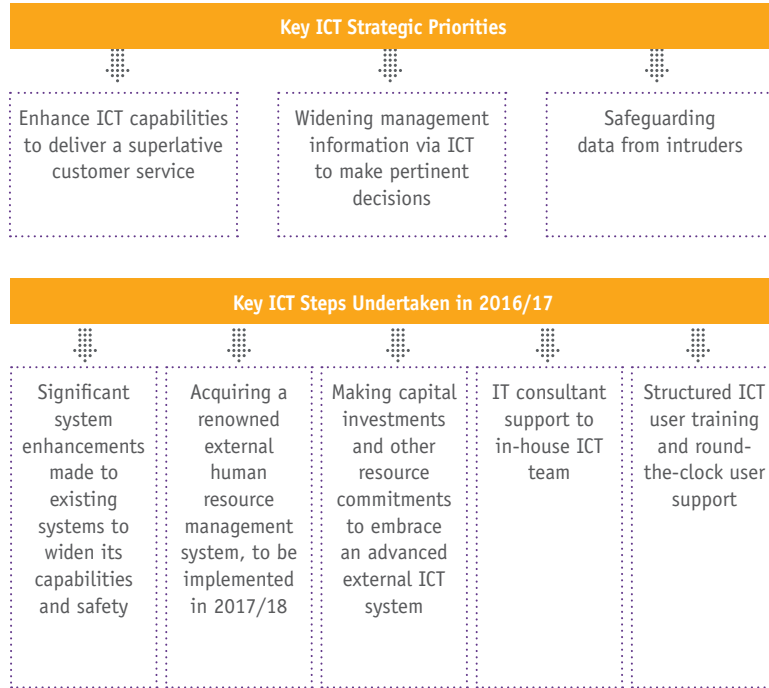 Key ICT Strategic Priorities
Enhance ICT capabilities
to deliver a superlative
customer service
Widening management
information via ICT
to make pertinent
decisions
Safeguarding
data from intruders
Key ICT Steps Undertaken in 2016/17
Significant
system
enhancements
made to
existing
systems to
widen its
capabilities
and safety
Acquiring a
renowned
external
human
resource
management
system, to be
implemented
in 2017/18
Making capital
investments
and other
resource
commitments
to embrace
an advanced
external ICT
system
IT consultant
support to
in-house ICT
team
Structured ICT
user training
and round-
the-clock user
support